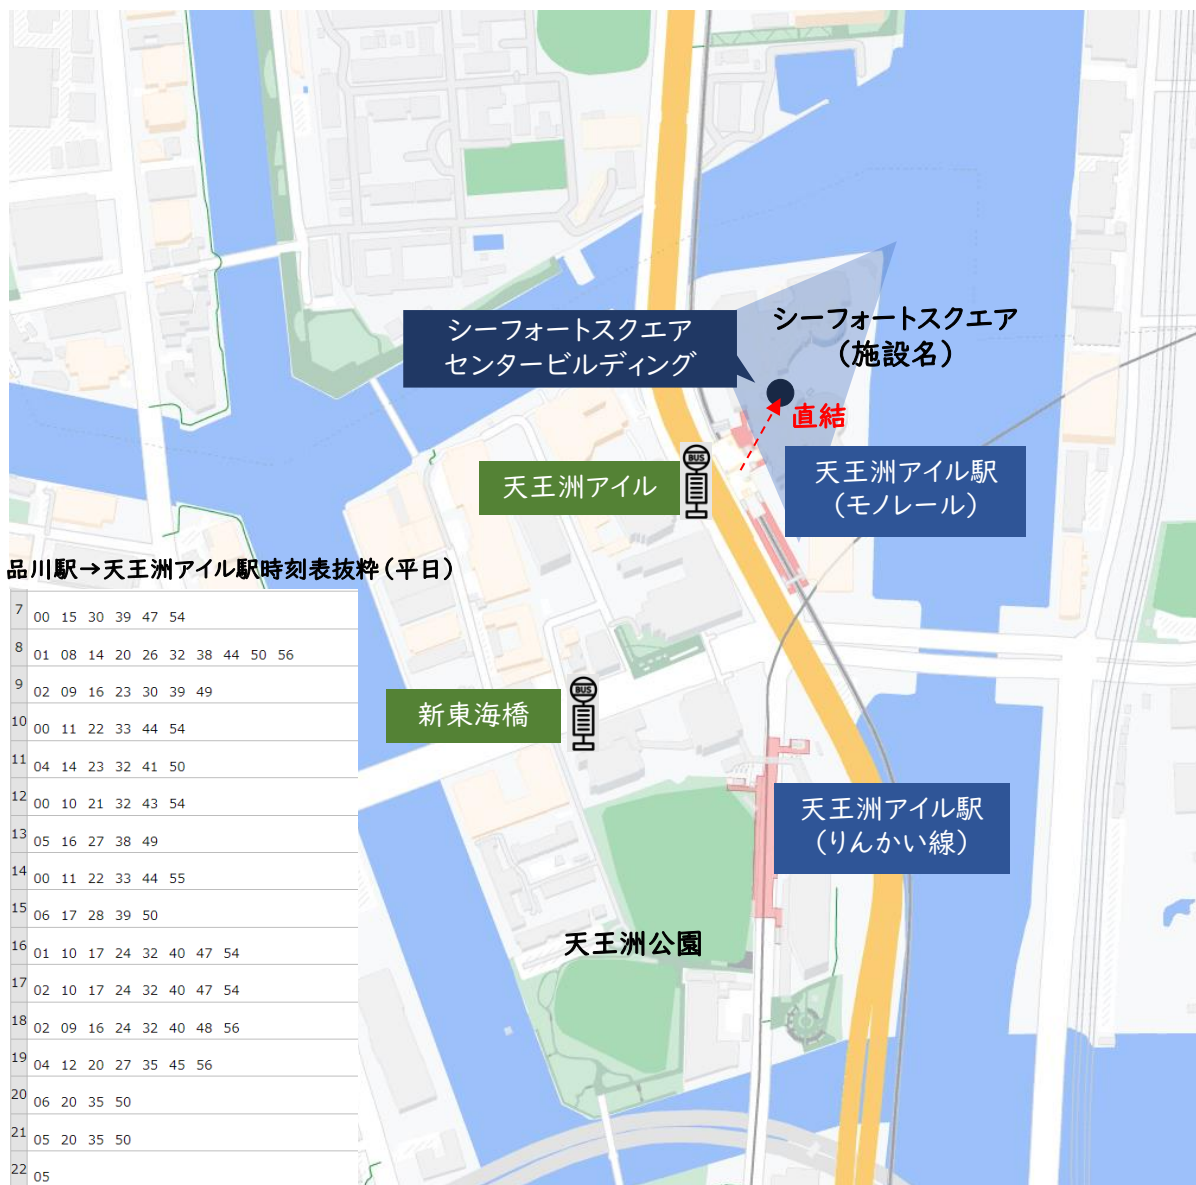 シーフォートスクエア
センタービルディング
シーフォートスクエア
（施設名）
直結
BUS
天王洲アイル
天王洲アイル駅
（モノレール）
品川駅→天王洲アイル駅時刻表抜粋（平日）
7 00 15 30 39 47 54
8 01 08 14 20 26 32 38 44 50 56
9 02 09 16 23 30 39 49
10 00 11 22 33 44 54
11 04 14 23 32 41 50
12 00 10 21 32 43 54
13 05 16 27 38 49
14 00 11 22 33 44 55
15 06 17 28 39 50
16 01 10 17 24 32 40 47 54
17 02 10 17 24 32 40 47 54
18 02 09 16 24 32 40 48 56
19 04 12 20 27 35 45 56
20 06 20 35 50
21 05 20 35 50
22 05
BUS
新東海橋
天王洲アイル駅
（りんかい線）
天王洲公園